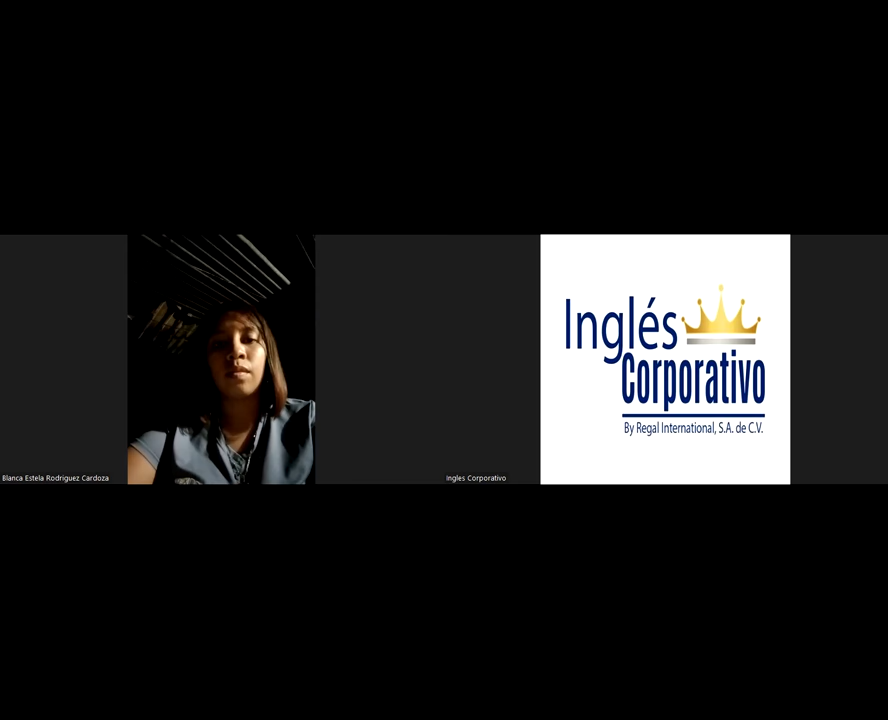 Inglés
Corporativo
By Regal International, S.A. de C.V.
Blanca Estela Rodriguez Cardoza
Ingles Corporativo